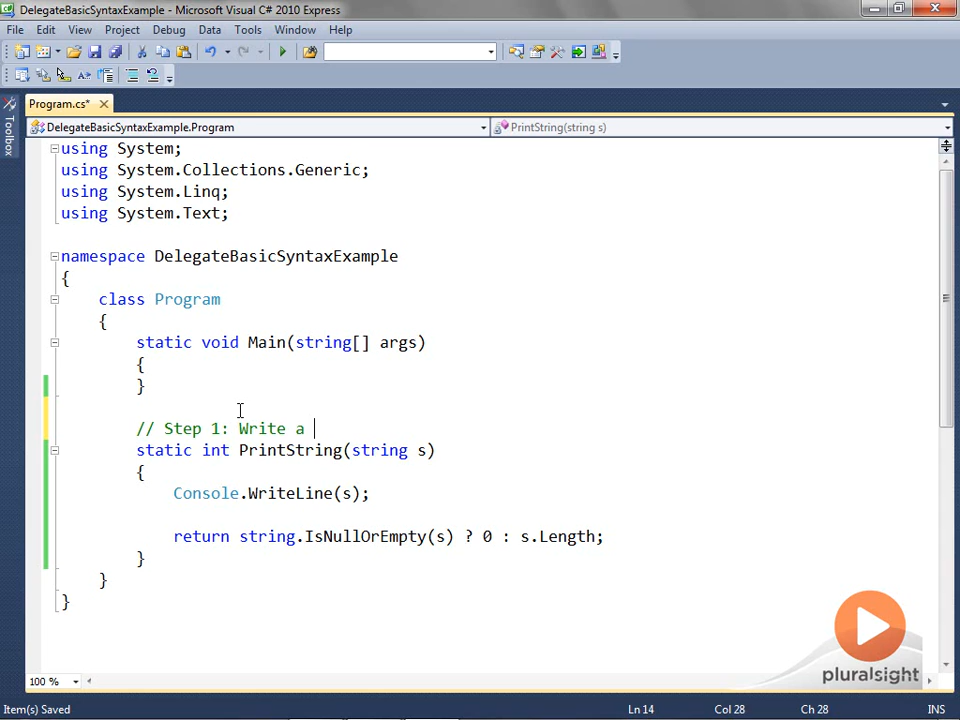 DelegateBasicSyntaxExample - Microsoft Visual C# 2010 Express
File Edit View Project Debug Data Tools Window Help
Program.cs*
Toolbox
DelegateBasicSyntaxExample.Program PrintString(string s)
using System;
using System.Collections.Generic;
using System.Linq;
using System.Text;
namespace DelegateBasicSyntaxExample
{
class Program
{
static void Main(string[] args)
{
}
// Step 1: Write a
static int PrintString(string s)
{
Console.WriteLine(s);
return string.IsNullOrEmpty(s) ? 0 : s.Length;
}
}
}
pluralsight
100 %
Item(s) Saved Ln 14 Col 28 Ch 28 INS